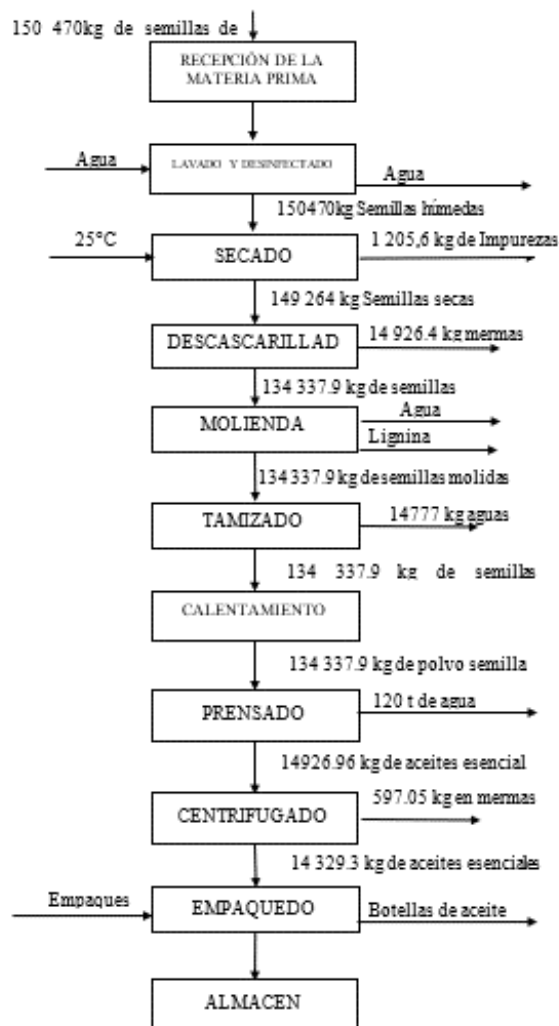 150 470kg de semillas de
RECEPCIÓN DE LA
MATERIA PRIMA
Agua
LAVADO Y DESINFECTADO
Agua
150470kg Semillas húmedas
25°C
SECADO
1 205,6 kg de Impurezas
149 264 kg Semillas secas
DESCASCARILLAD
14 926.4 kg mermas
134 337.9 kg de semillas
MOLIENDA
Agua
Lignina
134 337.9 kg de semillas molidas
TAMIZADO
14777 kg aguas
134 337.9 kg de semillas
CALENTAMIENTO
134 337.9 kg de polvo semilla
PRENSADO
120 t de agua
14926.96 kg de aceites esencial
CENTRIFUGADO
597.05 kg en mermas
14 329.3 kg de aceites esenciales
Empaques
EMPAQUEDO
Botellas de aceite
ALMACEN